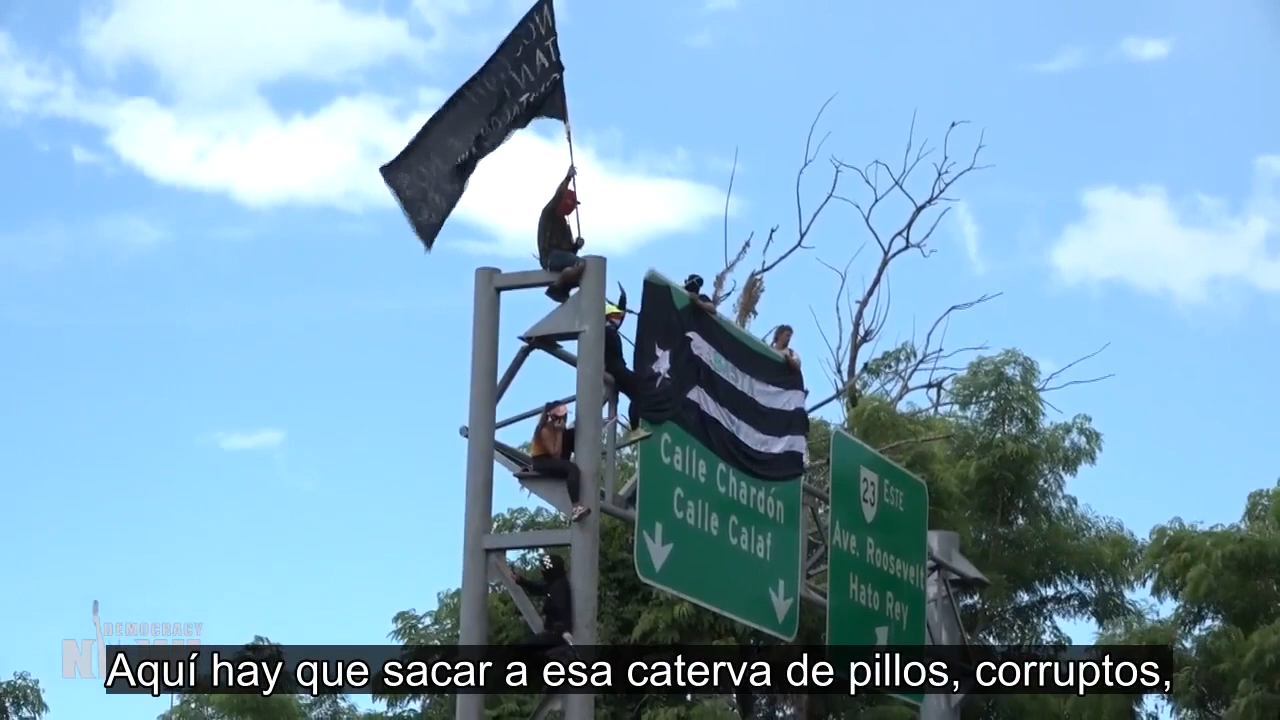 Calle Chardón
Calle Calaf
23 ESTE
Ave. Roosevelt
Hato Rey
DEMOCRACY
Aquí hay que sacar a esa caterva de pillos, corruptos,